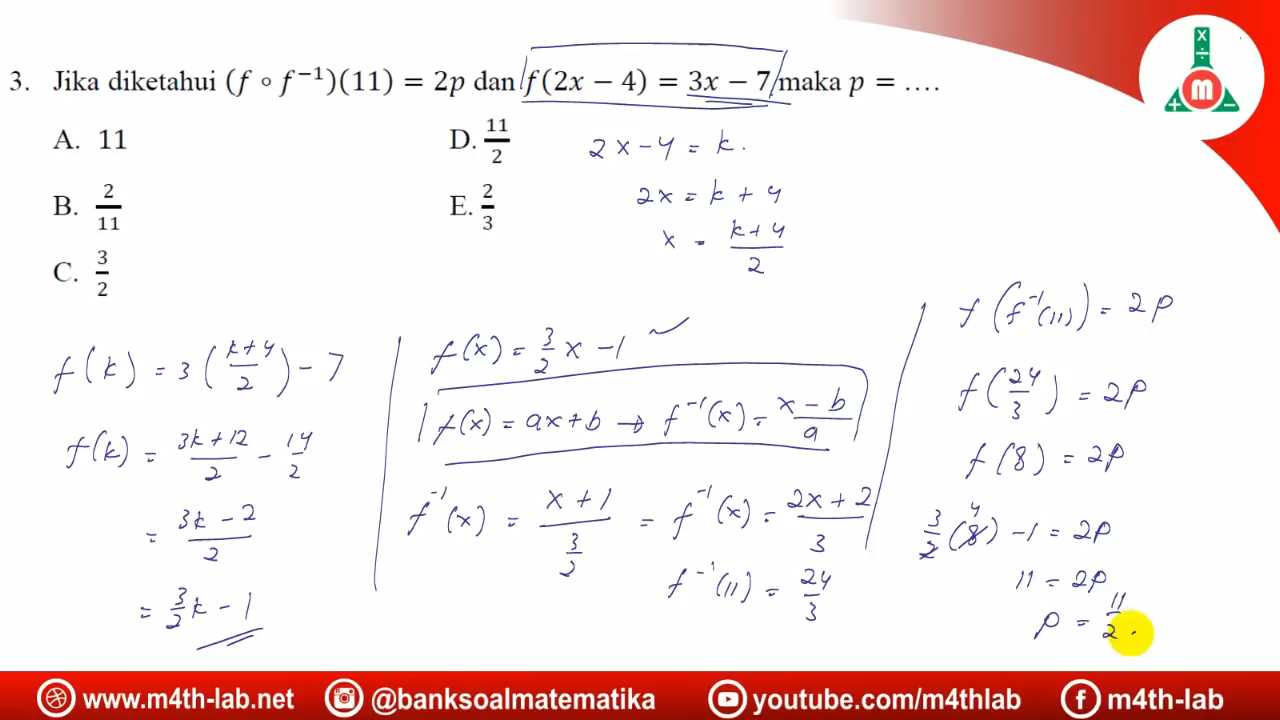 3. Jika diketahui (f ∘ f⁻¹)(11) = 2p dan f(2x − 4) = 3x − 7 maka p = ….
A. 11
B. 2/11
C. 3/2
D. 11/2
E. 2/3
2x - 4 = k.
2x = k + 4
x = (k+4)/2
f(k) = 3((k+4)/2) - 7
f(k) = (3k+12)/2 - 14/2
= (3k - 2)/2
= 3/2 k - 1
f(x) = 3/2 x - 1 ✓
f(x) = ax+b → f⁻¹(x) = (x - b)/a
f⁻¹(x) = (x + 1)/(3/2) = f⁻¹(x) = (2x + 2)/3
f⁻¹(11) = 24/3
f(f⁻¹(11)) = 2p
f(24/3) = 2p
f(8) = 2p
3/2 (8) - 1 = 2p
4
11 = 2p
p = 11/2.
x
+ m −
www.m4th-lab.net @banksoalmatematika youtube.com/m4thlab m4th-lab